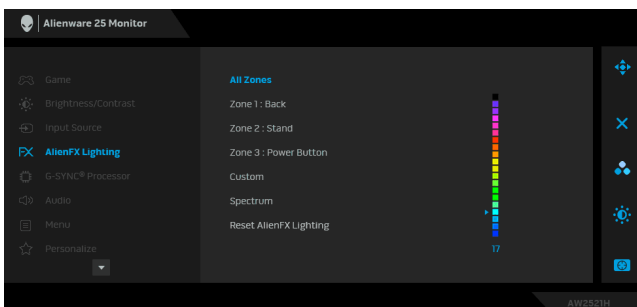 Alienware 25 Monitor
Game
Brightness/Contrast
Input Source
FX AlienFX Lighting
G-SYNC® Processor
Audio
Menu
Personalize
All Zones
Zone 1 : Back
Zone 2 : Stand
Zone 3 : Power Button
Custom
Spectrum
Reset AlienFX Lighting
17
AW2521H